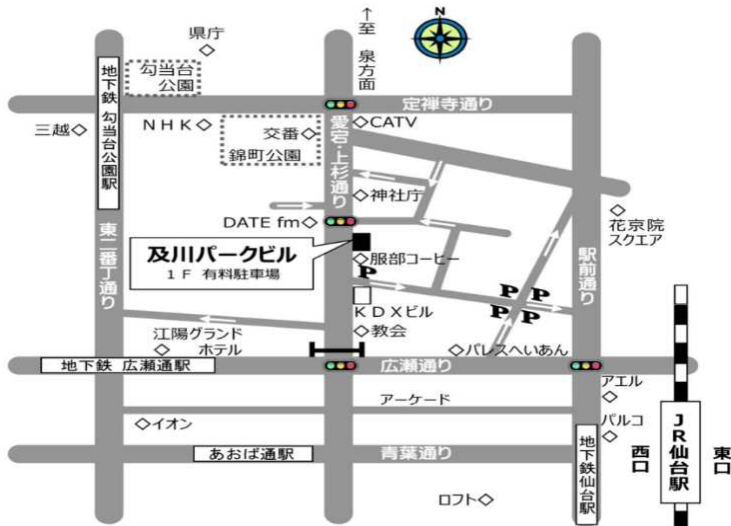 県庁◇
↑至 泉方面
N
勾当台
公園
地下鉄 勾当台公園駅
定禅寺通り
三越◇
NHK◇
交番◇
錦町公園
◇CATV
愛宕・上杉通り
◇神社庁
DATE fm◇
花京院
スクエア
及川パークビル
1F 有料駐車場
◇服部コーヒー
P
東二番丁通り
駅前通り
P P
P P
KDXビル
◇教会
江陽グランド
ホテル
◇パレスへいあん
地下鉄 広瀬通駅
広瀬通り
アエル
アーケード
パルコ
◇イオン
あおば通駅
青葉通り
地下鉄仙台駅
西口
JR仙台駅
東口
ロフト◇